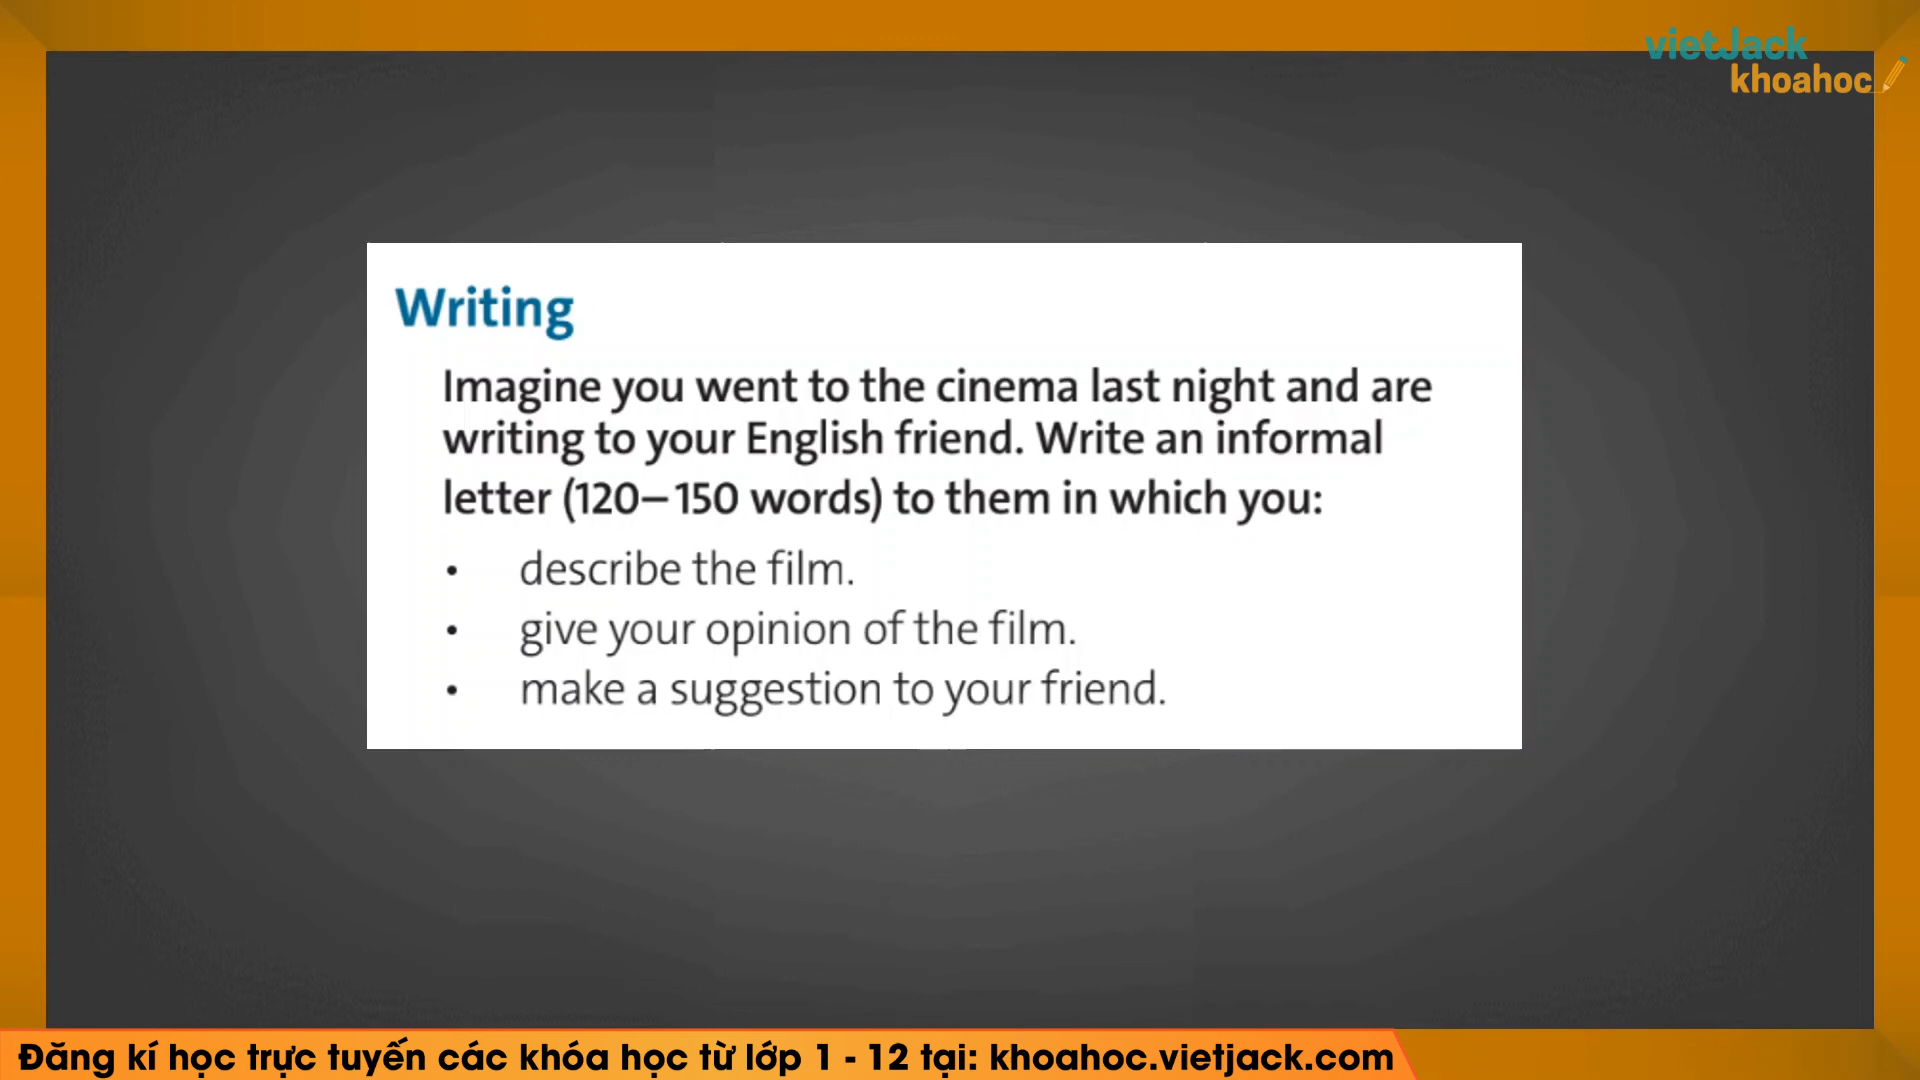 vietJack
khoahoc
Writing
Imagine you went to the cinema last night and are
writing to your English friend. Write an informal
letter (120–150 words) to them in which you:
• describe the film.
• give your opinion of the film.
• make a suggestion to your friend.
Đăng kí học trực tuyến các khóa học từ lớp 1 - 12 tại: khoahoc.vietjack.com